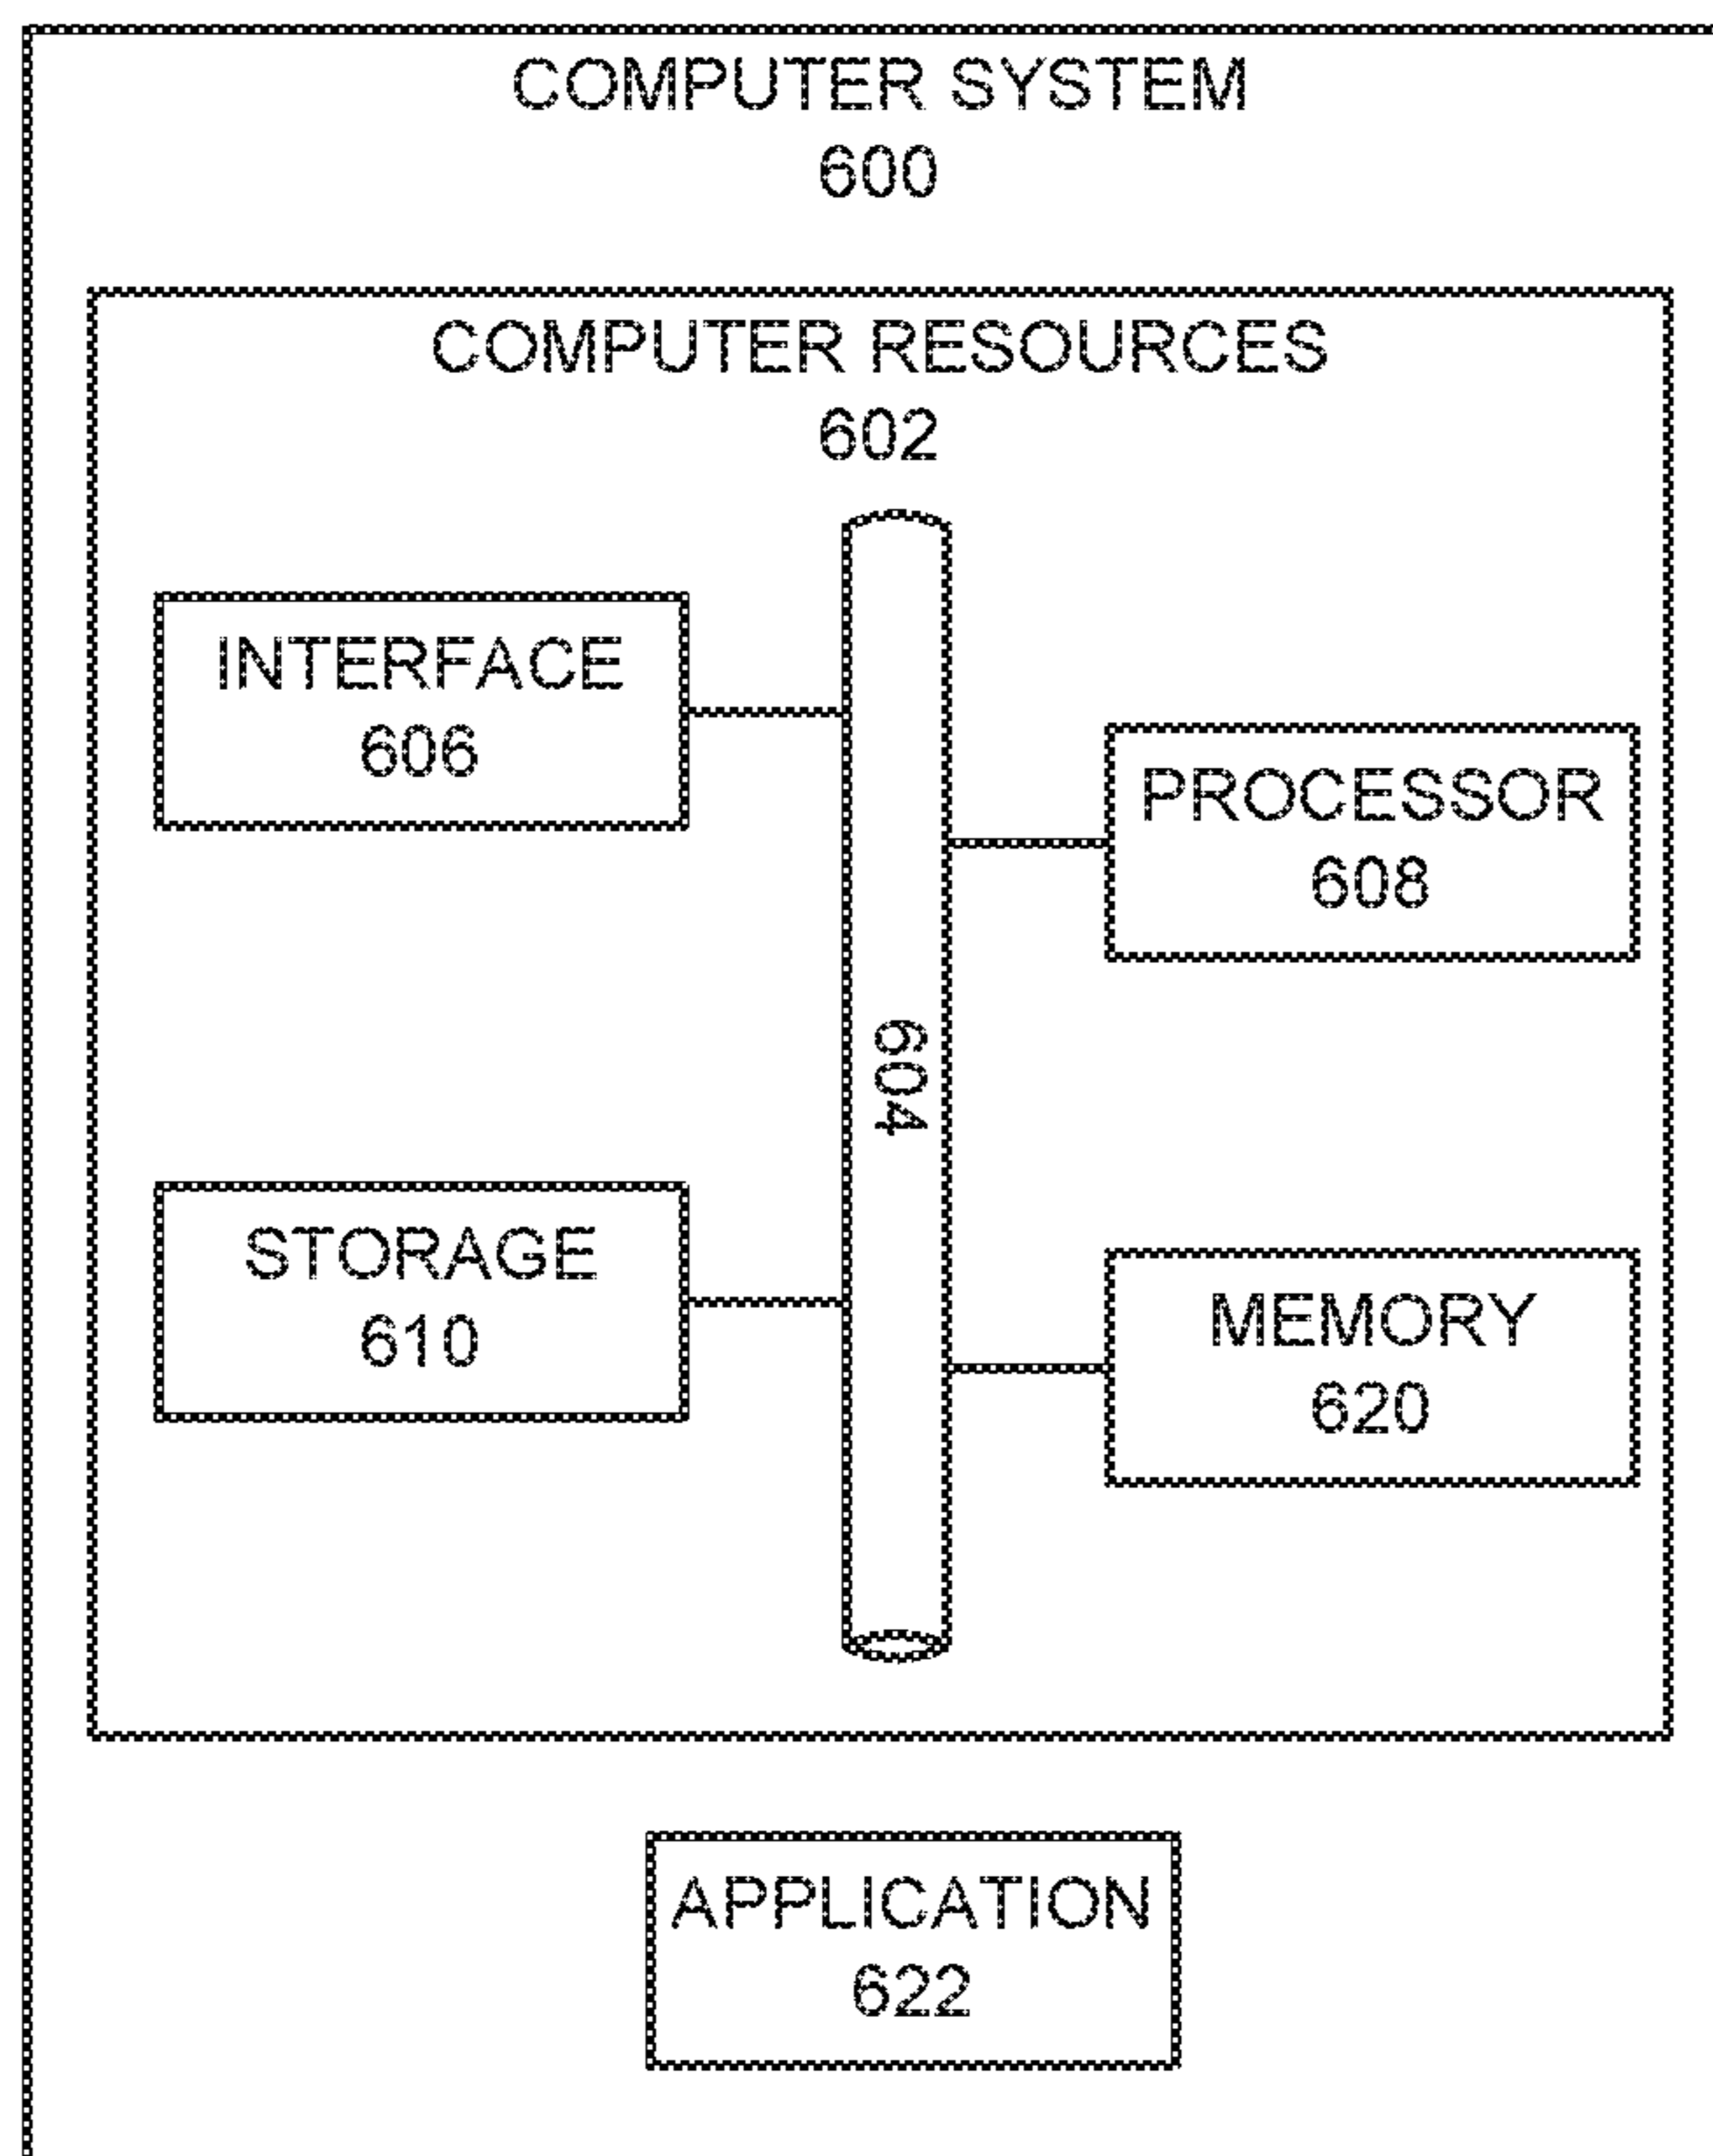 COMPUTER SYSTEM
600
COMPUTER RESOURCES
602
INTERFACE
606
PROCESSOR
608
604
STORAGE
610
MEMORY
620
APPLICATION
622